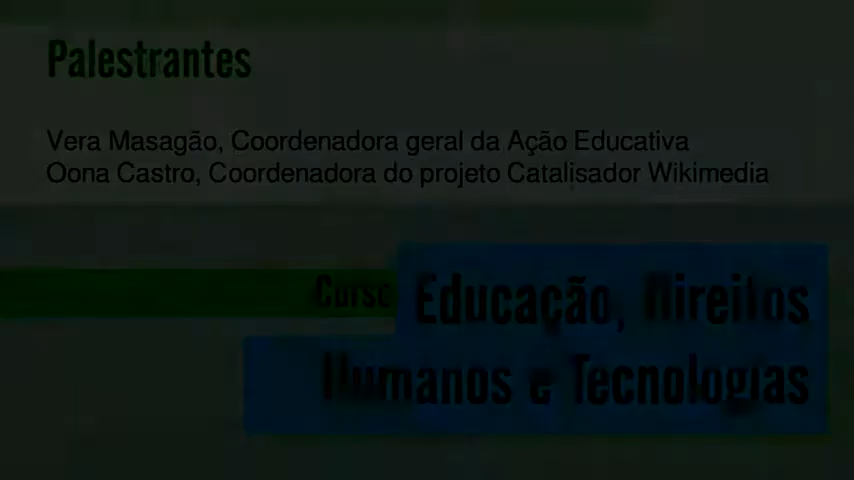 Palestrantes
Vera Masagão, Coordenadora geral da Ação Educativa
Oona Castro, Coordenadora do projeto Catalisador Wikimedia
Curso Educação, Direitos
Humanos e Tecnologias